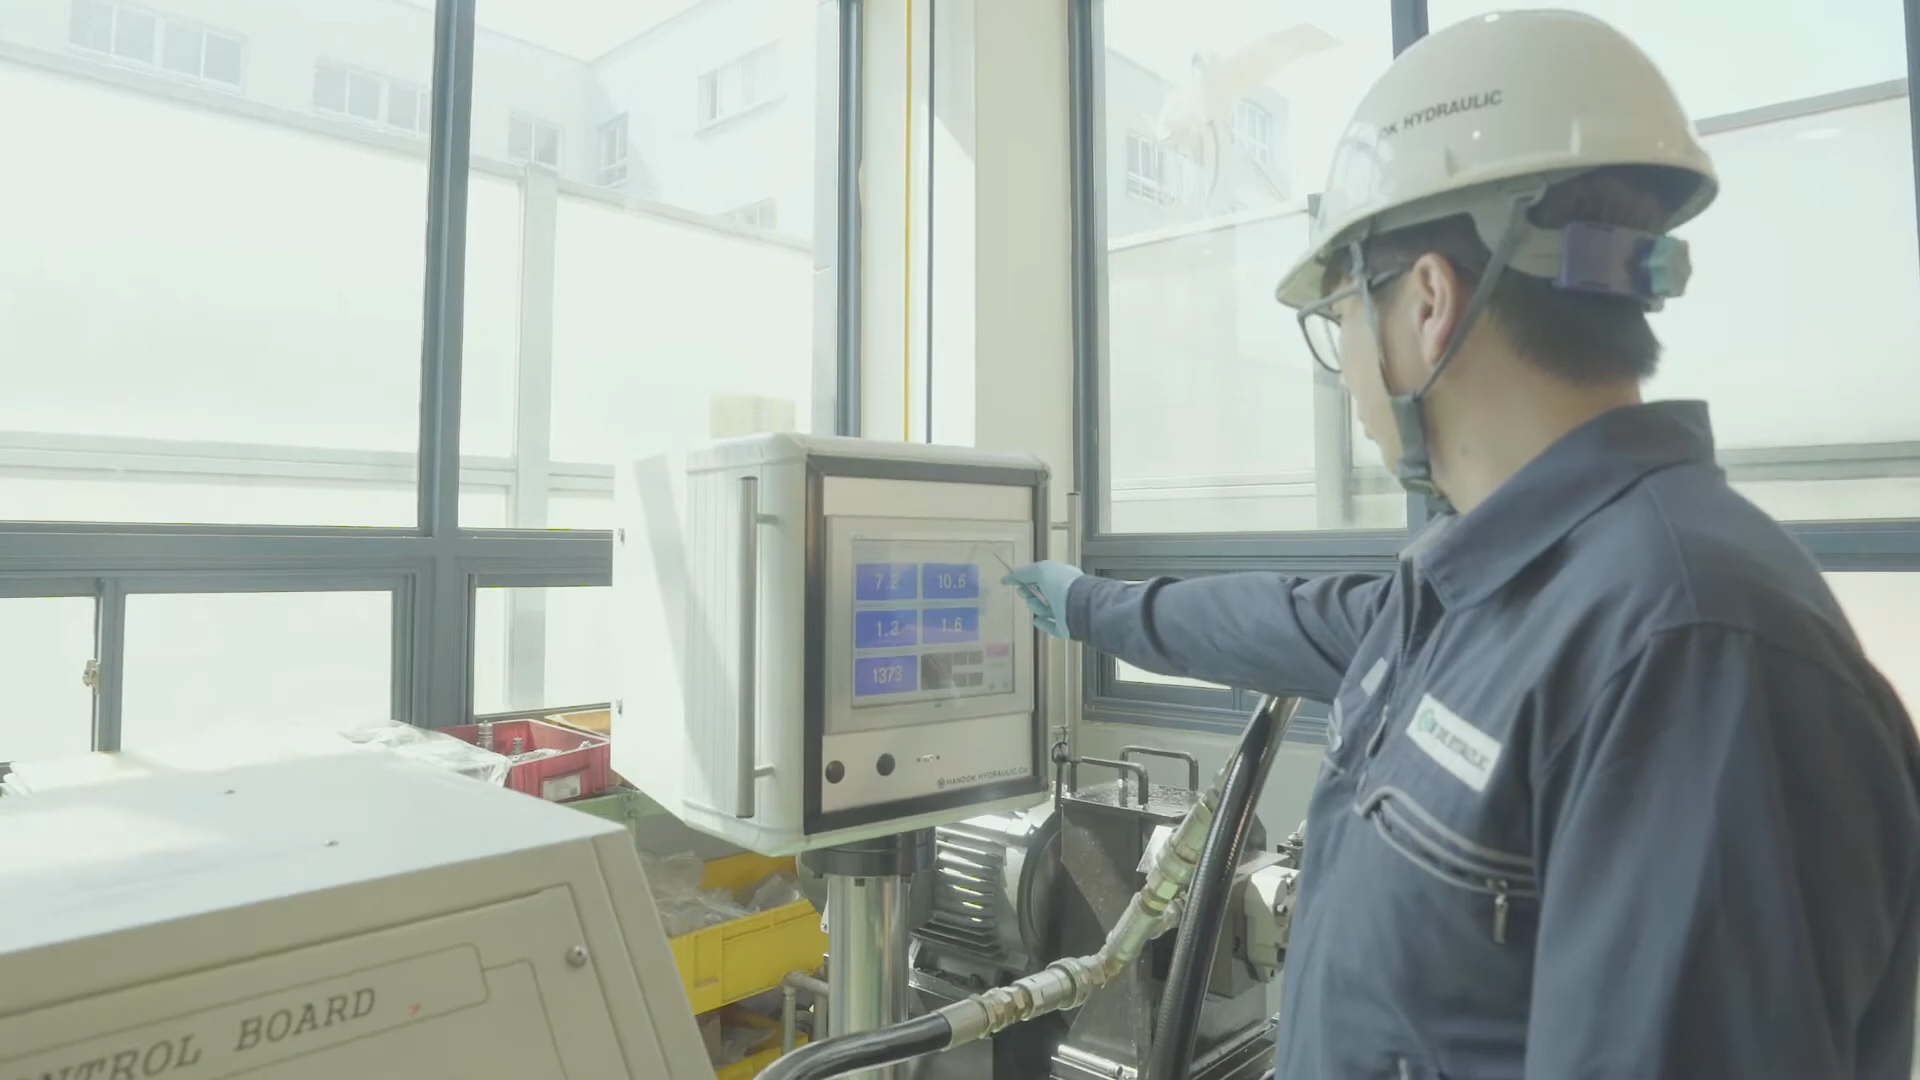 OK HYDRAULIC
7.2 10.6
1.2 1.6
1373
HANOOK HYDRAULIC.Co
NTROL BOARD